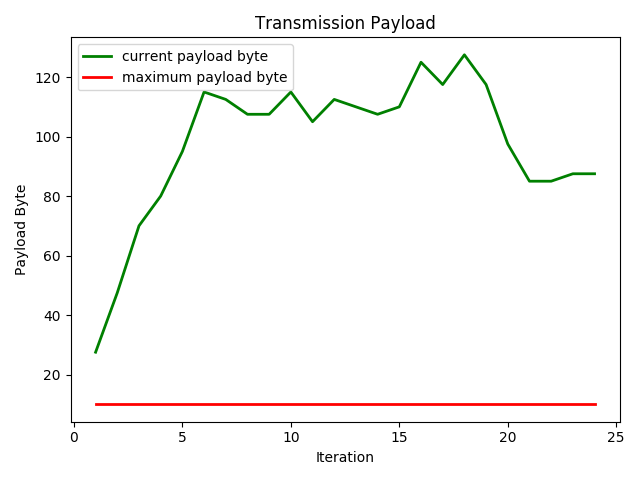 Transmission Payload
current payload byte
maximum payload byte
120
100
80
60
40
20
Payload Byte
0 5 10 15 20 25
Iteration